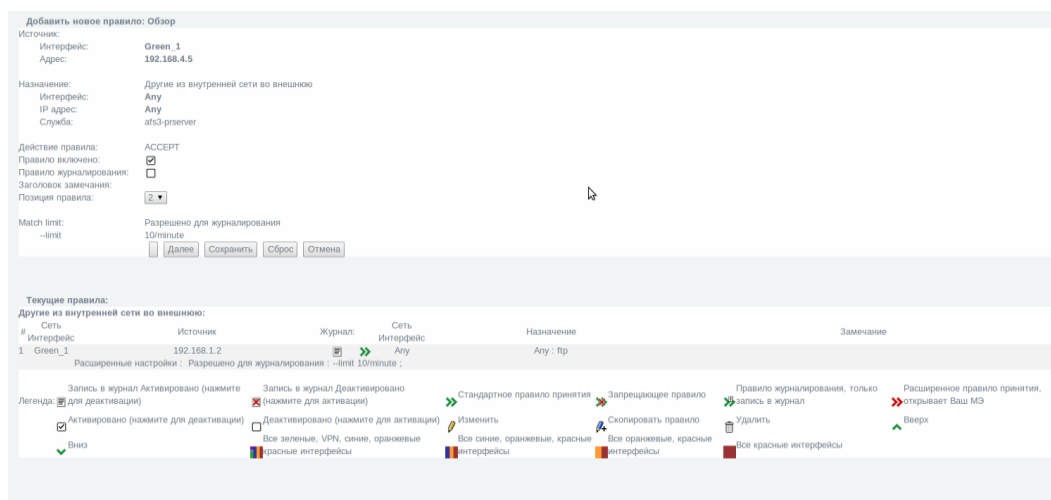 Добавить новое правило: Обзор
Источник:
Интерфейс: Green_1
Адрес: 192.168.4.5
Назначение: Другие из внутренней сети во внешнюю
Интерфейс: Any
IP адрес: Any
Служба: afs3-prserver
Действие правила: ACCEPT
Правило включено:
Правило журналирования:
Заголовок замечания:
Позиция правила: 2
Match limit: Разрешено для журналирования
--limit 10/minute
Далее Сохранить Сброс Отмена
Текущие правила:
Другие из внутренней сети во внешнюю:
# Сеть Интерфейс Источник Журнал: Сеть Интерфейс Назначение Замечание
1 Green_1 192.168.1.2 Any Any : ftp
Расширенные настройки : Разрешено для журналирования : --limit 10/minute ;
Легенда: Запись в журнал Активировано (нажмите для деактивации) Запись в журнал Деактивировано (нажмите для активации) Стандартное правило принятия Запрещающее правило Правило журналирования, только запись в журнал Расширенное правило принятия, открывает Ваш МЭ
Активировано (нажмите для деактивации) Деактивировано (нажмите для активации) Изменить Скопировать правило Удалить Вверх
Вниз Все зеленые, VPN, синие, оранжевые красные интерфейсы Все синие, оранжевые, красные интерфейсы Все оранжевые, красные интерфейсы Все красные интерфейсы